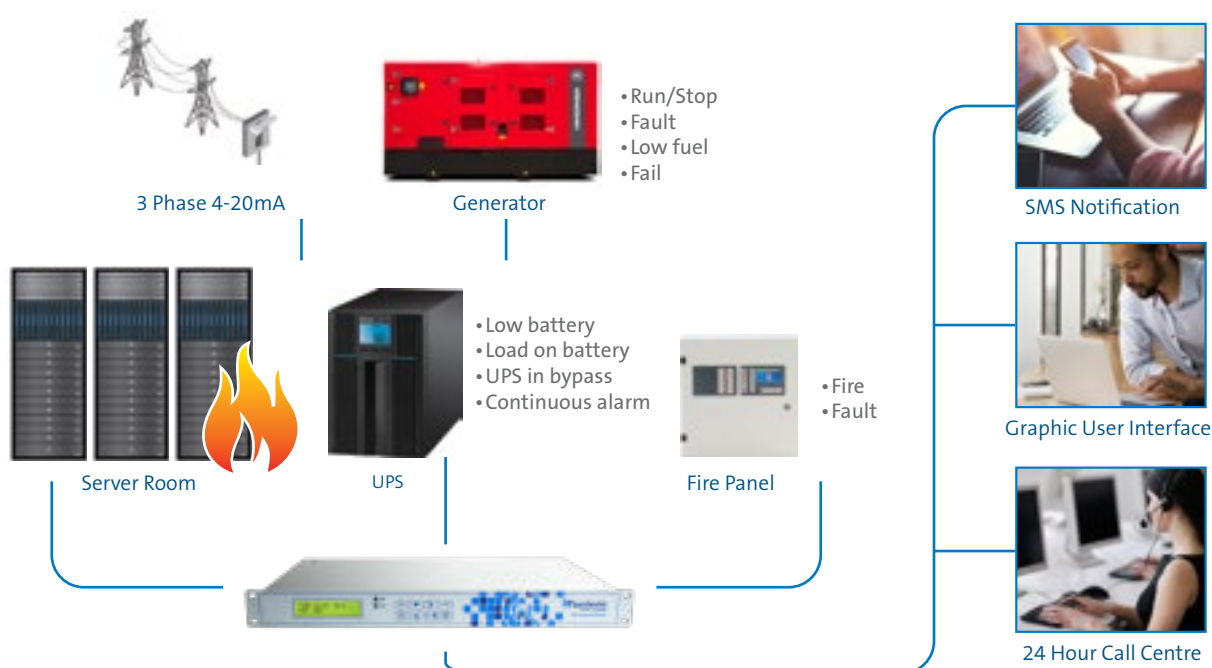 •Run/Stop
•Fault
•Low fuel
•Fail
3 Phase 4-20mA
Generator
SMS Notification
•Low battery
•Load on battery
•UPS in bypass
•Continuous alarm
•Fire
•Fault
Graphic User Interface
Server Room
UPS
Fire Panel
24 Hour Call Centre